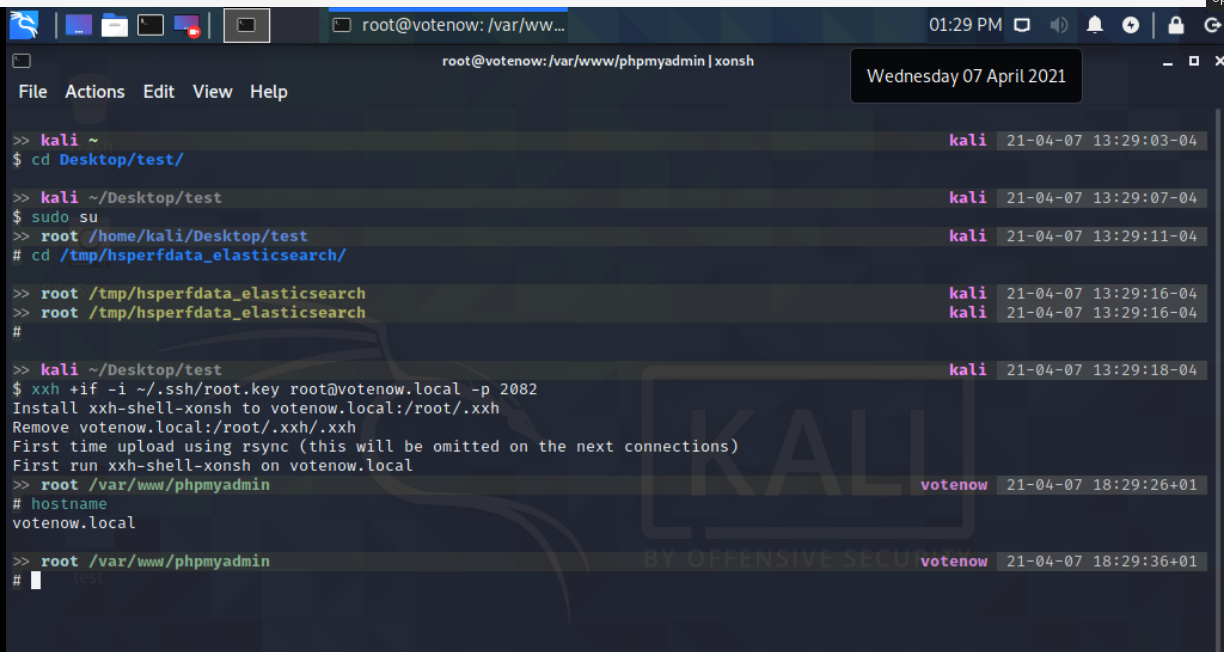 root@votenow: /var/ww...
01:29 PM
root@votenow:/var/www/phpmyadmin | xonsh
Wednesday 07 April 2021
File Actions Edit View Help
>> kali ~ kali 21-04-07 13:29:03-04
$ cd Desktop/test/
>> kali ~/Desktop/test kali 21-04-07 13:29:07-04
$ sudo su
>> root /home/kali/Desktop/test kali 21-04-07 13:29:11-04
# cd /tmp/hsperfdata_elasticsearch/
>> root /tmp/hsperfdata_elasticsearch kali 21-04-07 13:29:16-04
>> root /tmp/hsperfdata_elasticsearch kali 21-04-07 13:29:16-04
#
>> kali ~/Desktop/test kali 21-04-07 13:29:18-04
$ xxh +if -i ~/.ssh/root.key root@votenow.local -p 2082
Install xxh-shell-xonsh to votenow.local:/root/.xxh
Remove votenow.local:/root/.xxh/.xxh
First time upload using rsync (this will be omitted on the next connections)
First run xxh-shell-xonsh on votenow.local
>> root /var/www/phpmyadmin votenow 21-04-07 18:29:26+01
# hostname
votenow.local
KALI
BY OFFENSIVE SECURITY
>> root /var/www/phpmyadmin votenow 21-04-07 18:29:36+01
#
test